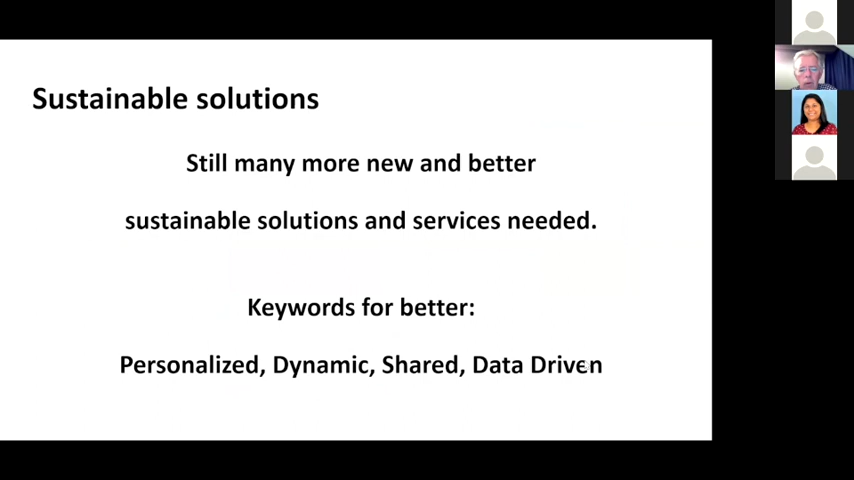 Sustainable solutions
Still many more new and better
sustainable solutions and services needed.
Keywords for better:
Personalized, Dynamic, Shared, Data Driven